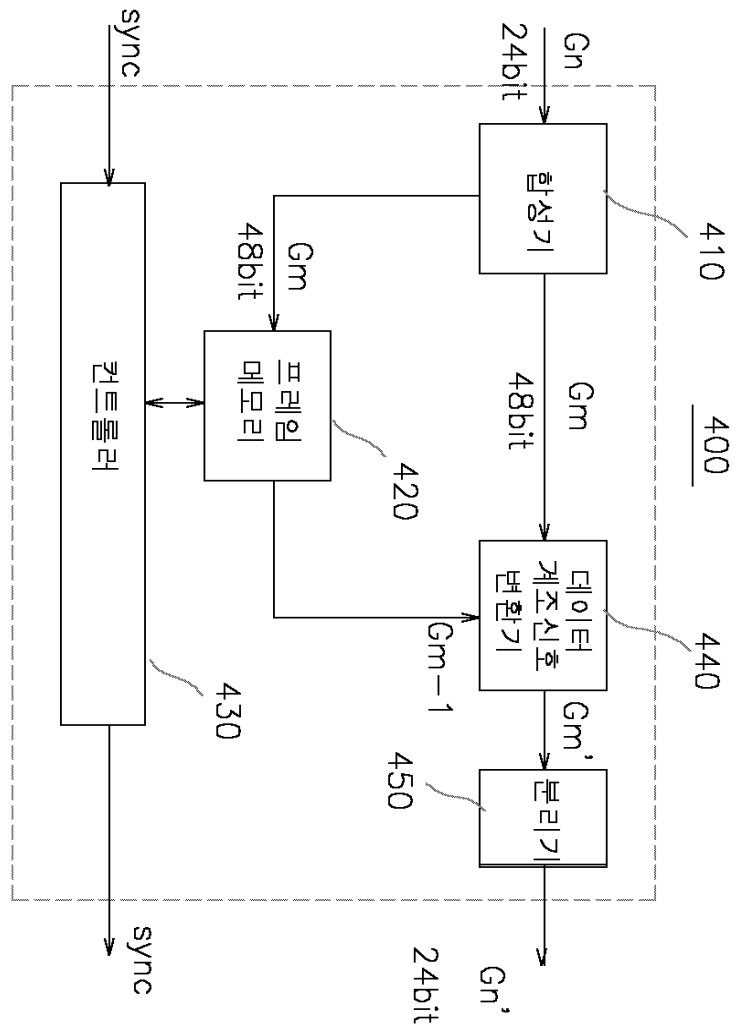 400
410
440
Gn
24bit
합성기
Gm
48bit
데이터
계조신호
변환기
Gm'
분리기
Gn'
24bit
Gm-1
450
420
Gm
48bit
프레임
메모리
430
sync
컨트롤러
sync